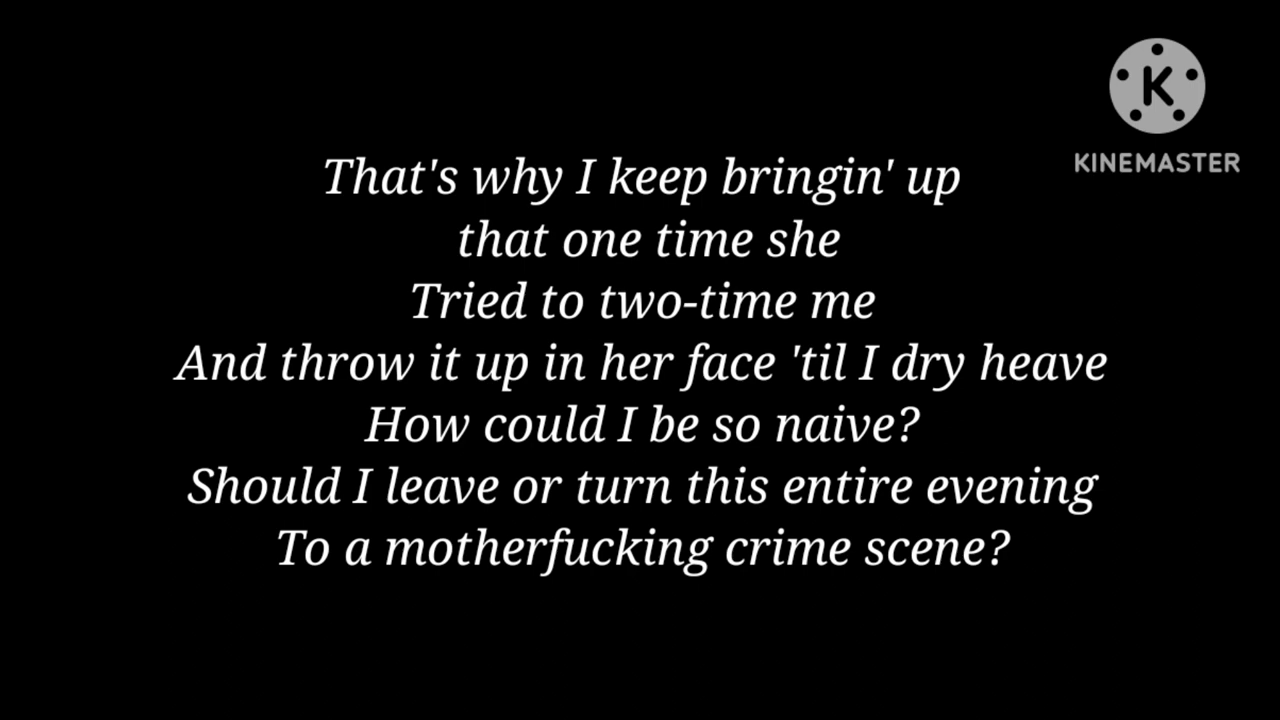 K
KINEMASTER
That's why I keep bringin' up
that one time she
Tried to two-time me
And throw it up in her face 'til I dry heave
How could I be so naive?
Should I leave or turn this entire evening
To a motherfucking crime scene?